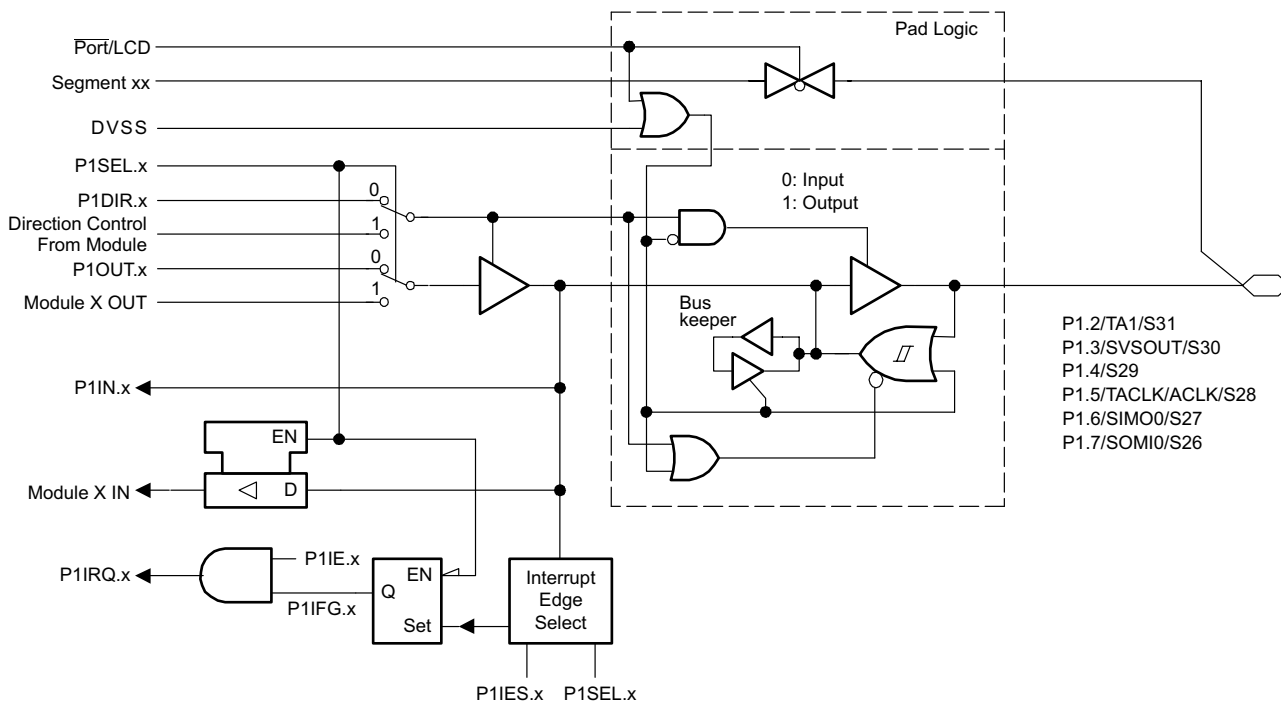 Pad Logic
Port/LCD
Segment xx
DVSS
P1SEL.x
0
P1DIR.x
Direction Control
From Module
1
0
P1OUT.x
1
Module X OUT
0: Input
1: Output
Bus
keeper
P1.2/TA1/S31
P1.3/SVSOUT/S30
P1.4/S29
P1.5/TACLK/ACLK/S28
P1.6/SIMO0/S27
P1.7/SOMI0/S26
P1IN.x
EN
Module X IN
D
P1IE.x
P1IRQ.x
P1IFG.x
EN
Q
Set
Interrupt
Edge
Select
P1IES.x
P1SEL.x